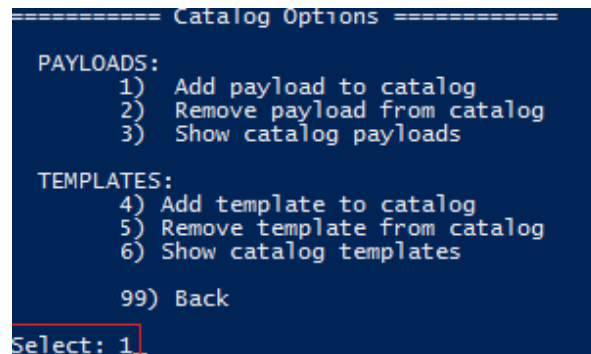 =========== Catalog Options ============
PAYLOADS:
1) Add payload to catalog
2) Remove payload from catalog
3) Show catalog payloads
TEMPLATES:
4) Add template to catalog
5) Remove template from catalog
6) Show catalog templates
99) Back
Select: 1_